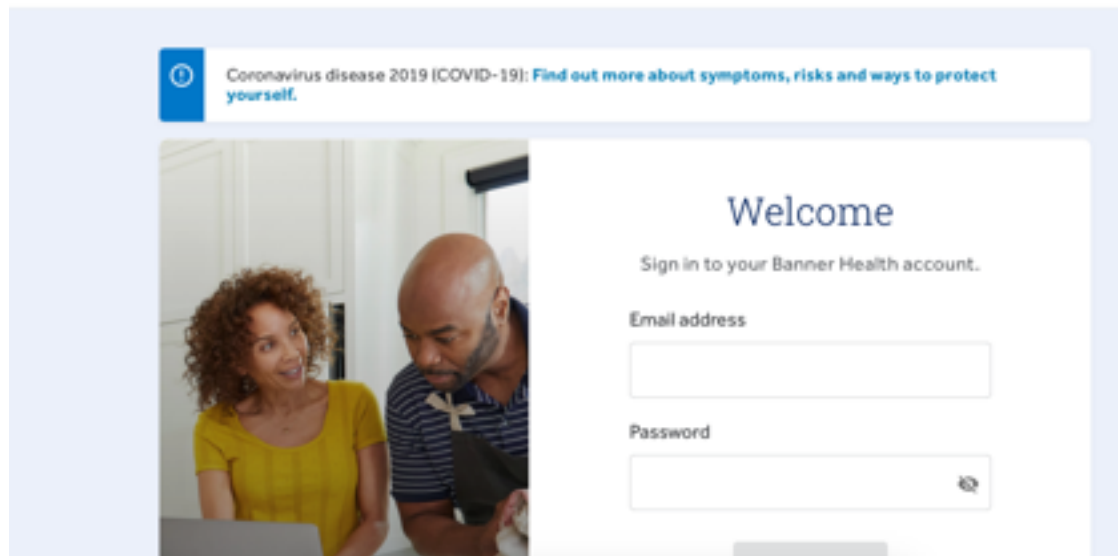 Coronavirus disease 2019 (COVID-19): Find out more about symptoms, risks and ways to protect
yourself.
Welcome
Sign in to your Banner Health account.
Email address
Password